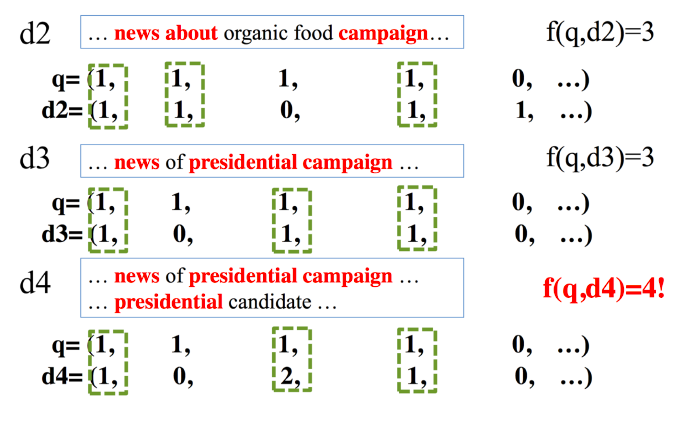 d2 … news about organic food campaign… f(q,d2)=3
q= (1, 1, 1, 1, 0, …)
d2= (1, 1, 0, 1, 1, …)
d3 … news of presidential campaign … f(q,d3)=3
q= (1, 1, 1, 1, 0, …)
d3= (1, 0, 1, 1, 0, …)
d4 … news of presidential campaign …
… presidential candidate … f(q,d4)=4!
q= (1, 1, 1, 1, 0, …)
d4= (1, 0, 2, 1, 0, …)